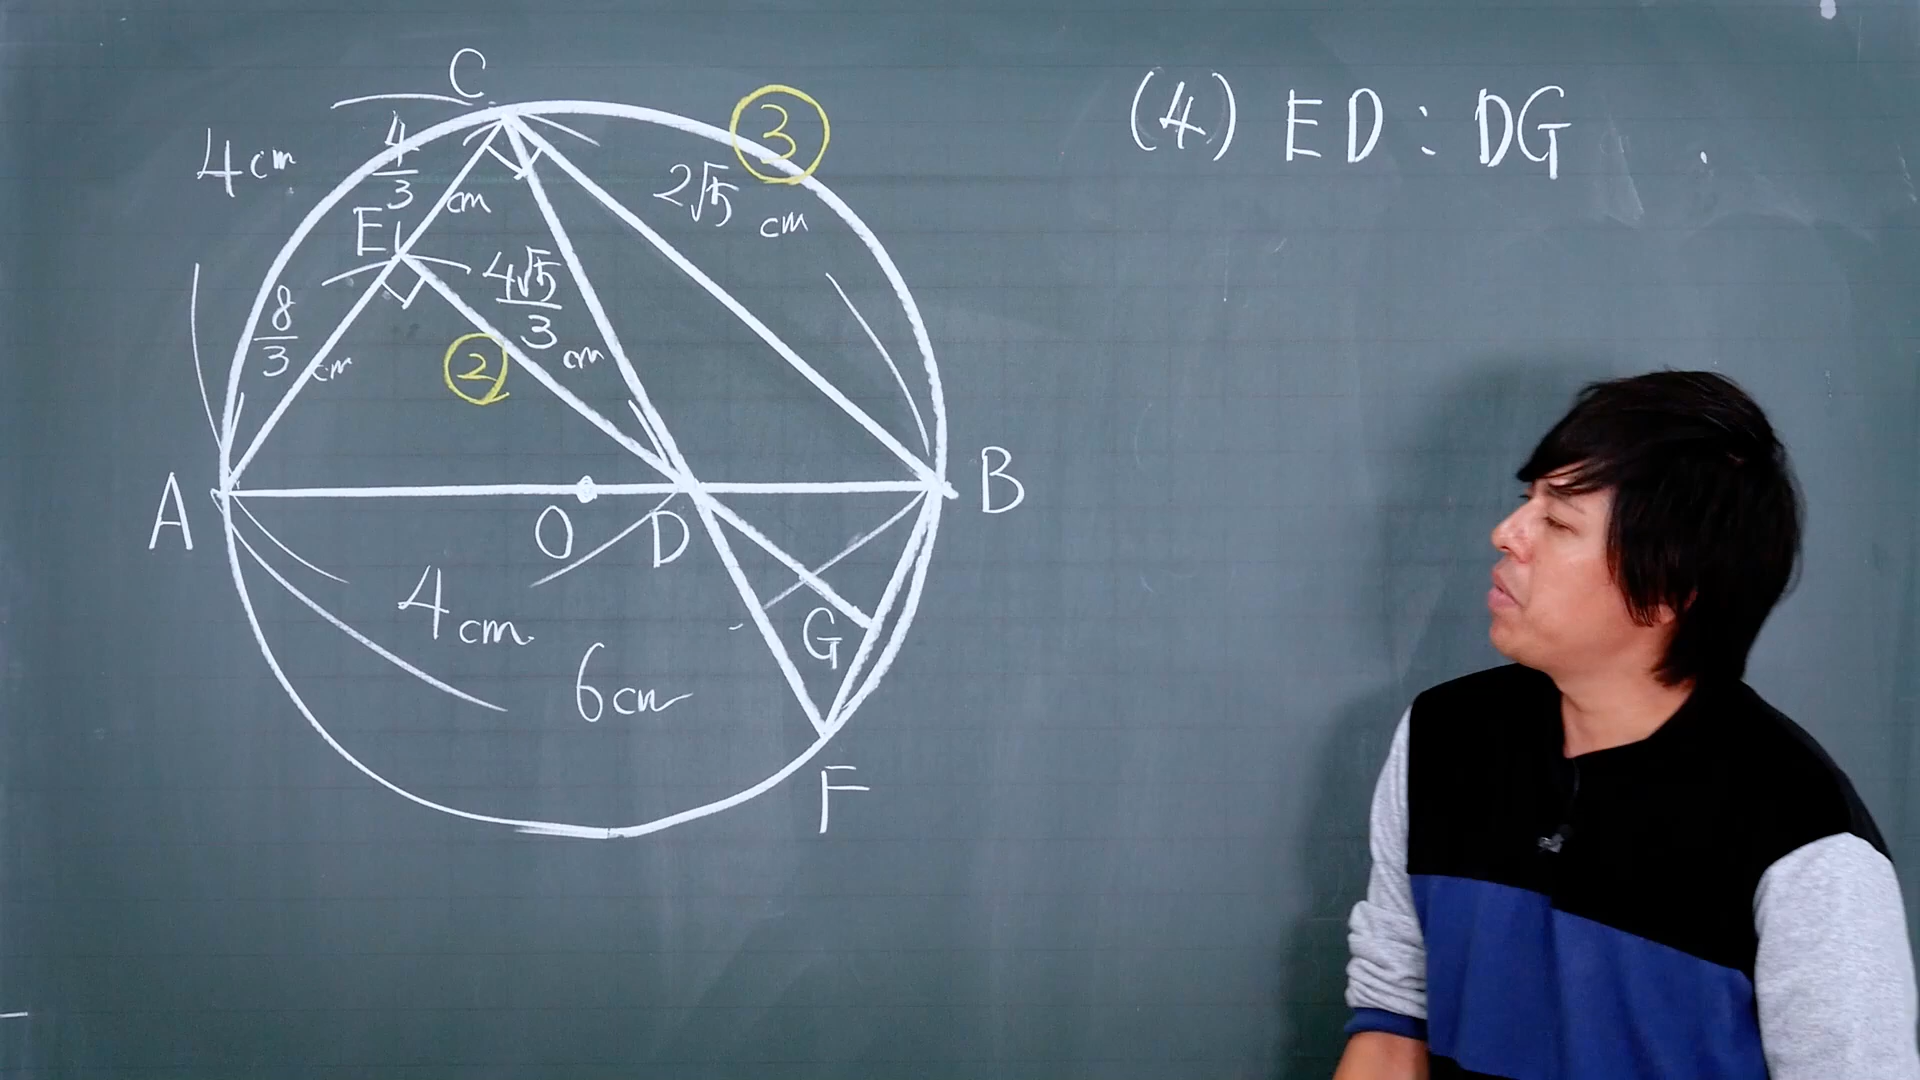 (4) ED : DG
C
3
4cm
4/3 cm
2√5 cm
E
4√5/3 cm
8/3 cm
2
A
O
D
B
4cm
G
6cm
F